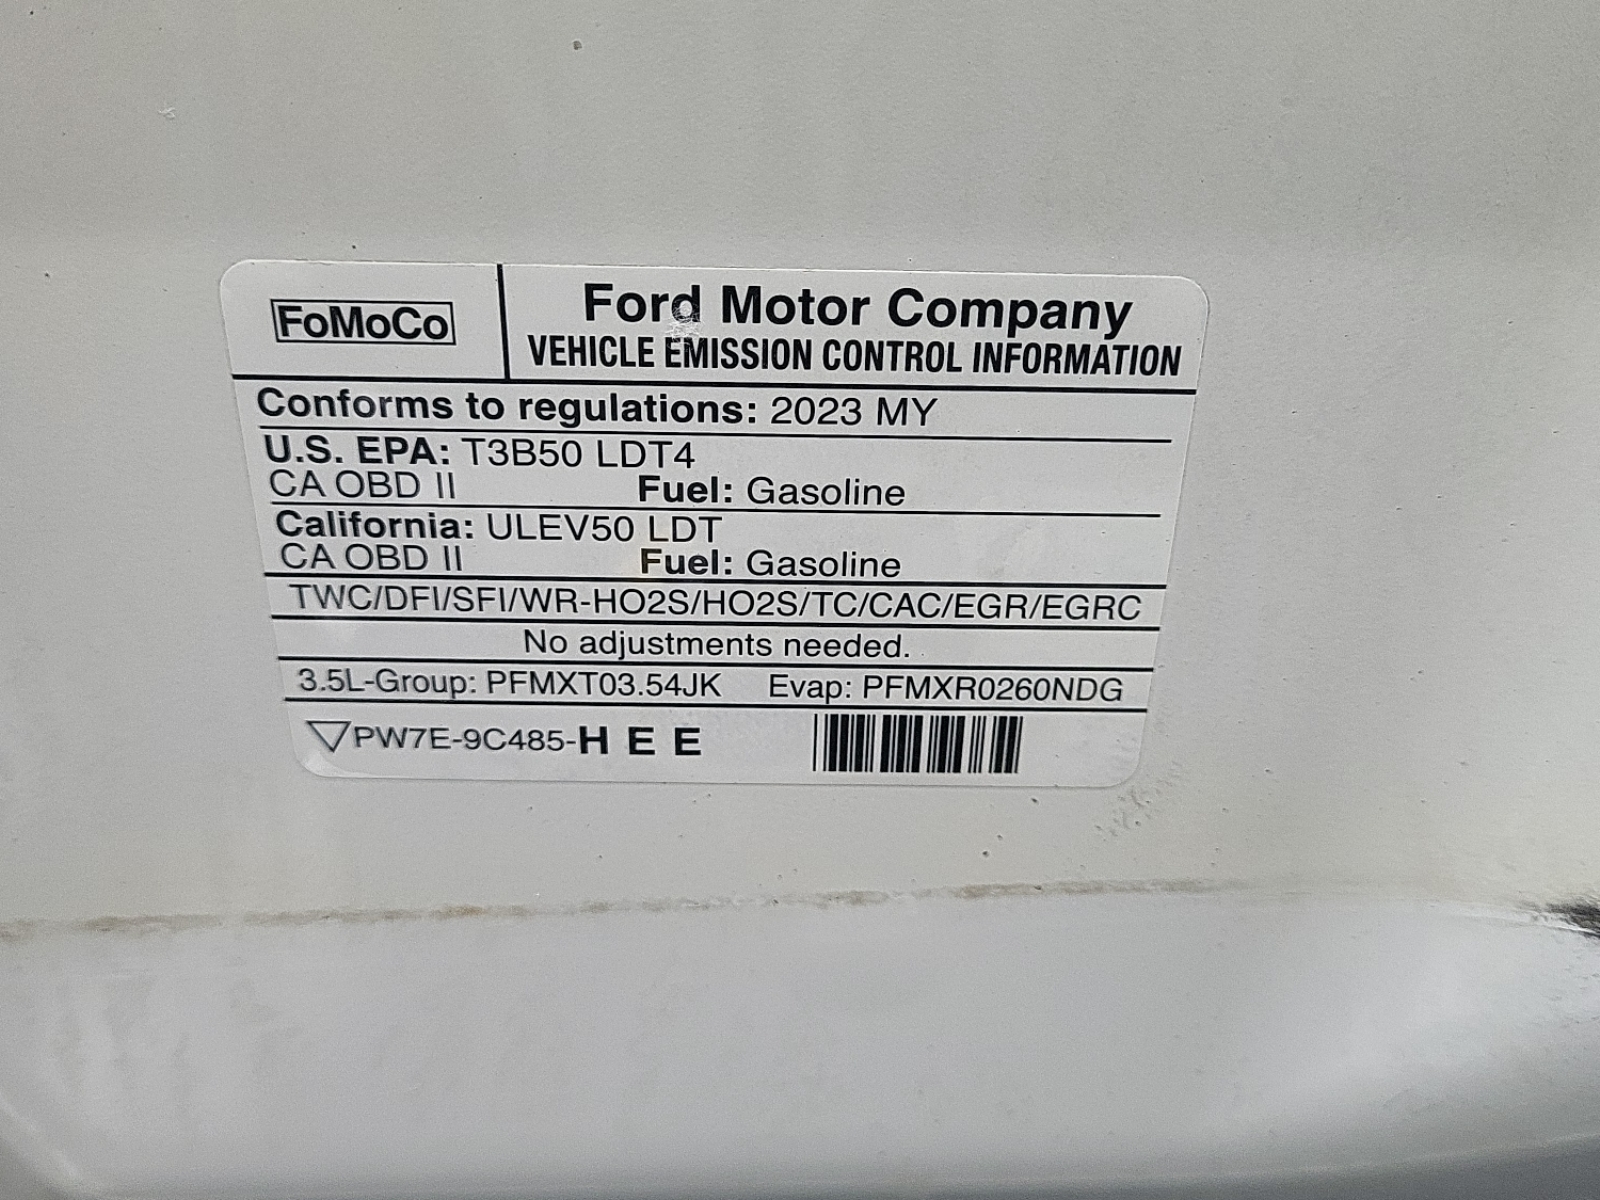 FoMoCo
Ford Motor Company
VEHICLE EMISSION CONTROL INFORMATION
Conforms to regulations: 2023 MY
U.S. EPA: T3B50 LDT4
CA OBD II Fuel: Gasoline
California: ULEV50 LDT
CA OBD II Fuel: Gasoline
TWC/DFI/SFI/WR-HO2S/HO2S/TC/CAC/EGR/EGRC
No adjustments needed.
3.5L-Group: PFMXT03.54JK Evap: PFMXR0260NDG
PW7E-9C485-H E E